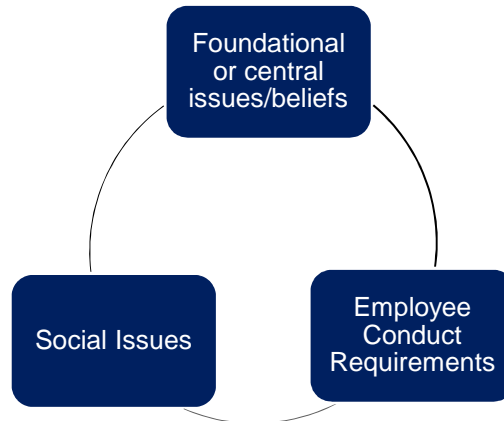 Foundational
or central
issues/beliefs
Employee
Conduct
Requirements
Social Issues